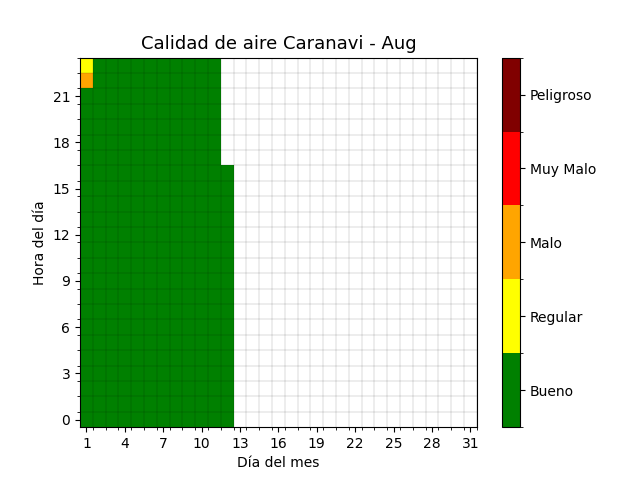 Calidad de aire Caranavi - Aug
Hora del día
21
18
15
12
9
6
3
0
1 4 7 10 13 16 19 22 25 28 31
Día del mes
Peligroso
Muy Malo
Malo
Regular
Bueno